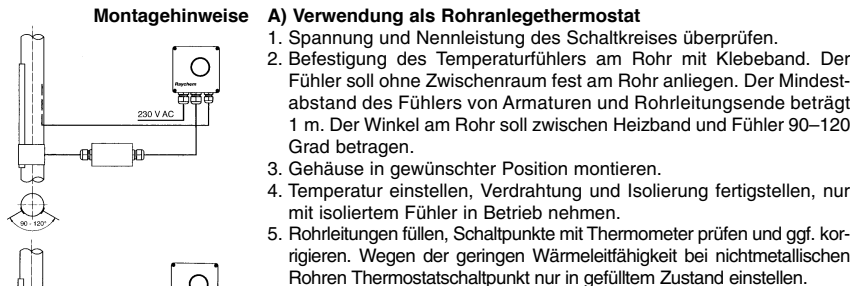 Montagehinweise
A) Verwendung als Rohranlegethermostat
1. Spannung und Nennleistung des Schaltkreises überprüfen.
2. Befestigung des Temperaturfühlers am Rohr mit Klebeband. Der
Fühler soll ohne Zwischenraum fest am Rohr anliegen. Der Mindest-
abstand des Fühlers von Armaturen und Rohrleitungsende beträgt
1 m. Der Winkel am Rohr soll zwischen Heizband und Fühler 90–120
Grad betragen.
3. Gehäuse in gewünschter Position montieren.
4. Temperatur einstellen, Verdrahtung und Isolierung fertigstellen, nur
mit isoliertem Fühler in Betrieb nehmen.
5. Rohrleitungen füllen, Schaltpunkte mit Thermometer prüfen und ggf. kor-
rigieren. Wegen der geringen Wärmeleitfähigkeit bei nichtmetallischen
Rohren Thermostatschaltpunkt nur in gefülltem Zustand einstellen.
Raychem
230 V AC
90 - 120°